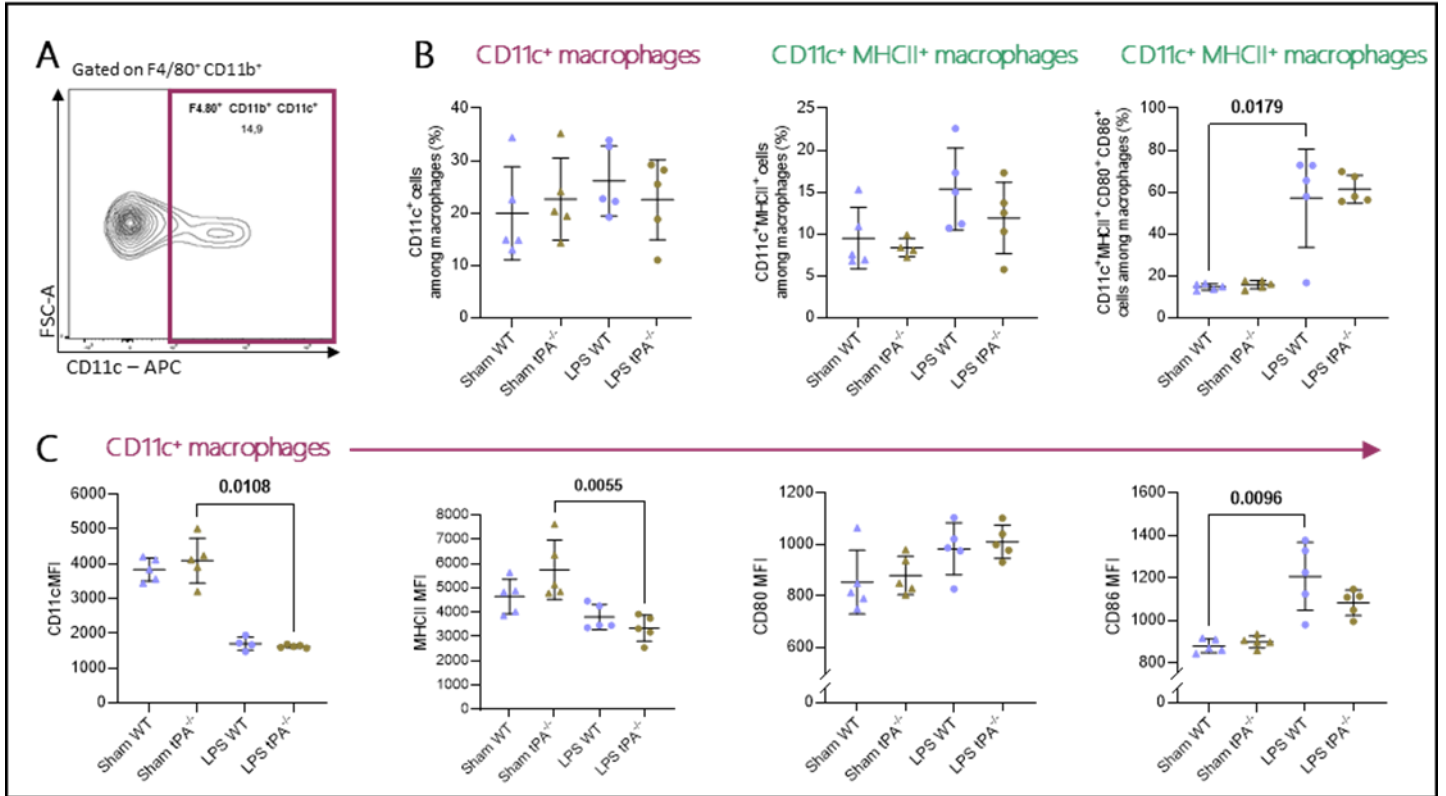 A
Gated on F4/80⁺ CD11b⁺
F4.80⁺ CD11b⁺ CD11c⁺
14,9
FSC-A
CD11c – APC
B
CD11c⁺ macrophages
CD11c⁺ MHCII⁺ macrophages
CD11c⁺ MHCII⁺ macrophages
CD11c⁺ cells
among macrophages (%)
40
30
20
10
0
Sham WT
Sham tPA⁻/⁻
LPS WT
LPS tPA⁻/⁻
CD11c⁺MHCII⁺ cells
among macrophages (%)
25
20
15
10
5
0
Sham WT
Sham tPA⁻/⁻
LPS WT
LPS tPA⁻/⁻
CD11c⁺MHCII⁺ CD80⁺ CD86⁺
cells among macrophages (%)
100
80
60
40
20
0
0.0179
Sham WT
Sham tPA⁻/⁻
LPS WT
LPS tPA⁻/⁻
C
CD11c⁺ macrophages
CD11cMFI
6000
5000
4000
3000
2000
1000
0
0.0108
Sham WT
Sham tPA⁻/⁻
LPS WT
LPS tPA⁻/⁻
MHCII MFI
8000
7000
6000
5000
4000
3000
2000
1000
0
0.0055
Sham WT
Sham tPA⁻/⁻
LPS WT
LPS tPA⁻/⁻
CD80 MFI
1200
1000
800
600
0
Sham WT
Sham tPA⁻/⁻
LPS WT
LPS tPA⁻/⁻
CD86 MFI
1600
1400
1200
1000
800
0
0.0096
Sham WT
Sham tPA⁻/⁻
LPS WT
LPS tPA⁻/⁻